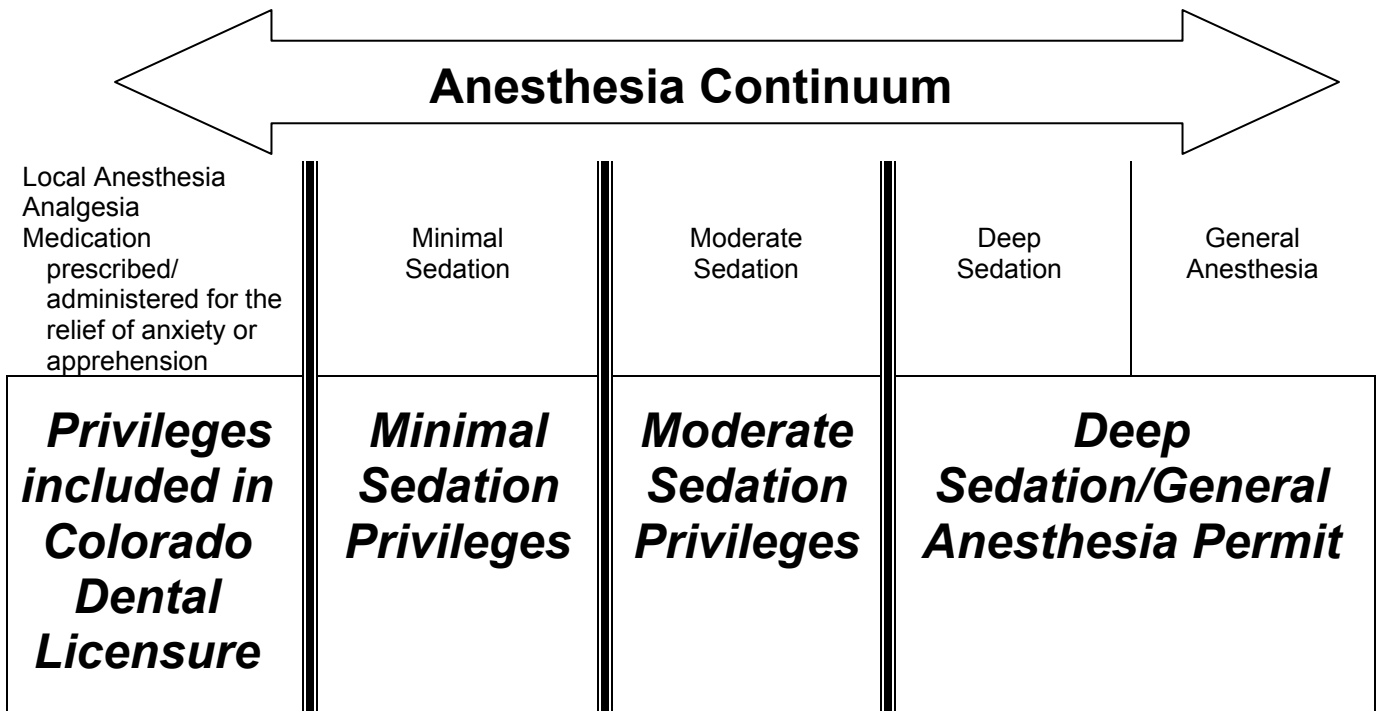 Anesthesia Continuum
Local Anesthesia
Analgesia
Medication
prescribed/
administered for the
relief of anxiety or
apprehension
Minimal
Sedation
Moderate
Sedation
Deep
Sedation
General
Anesthesia
Privileges
included in
Colorado
Dental
Licensure
Minimal
Sedation
Privileges
Moderate
Sedation
Privileges
Deep
Sedation/General
Anesthesia Permit